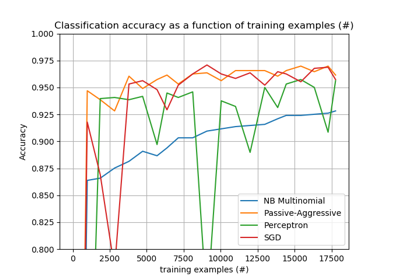 Classification accuracy as a function of training examples (#)
1.000
0.975
0.950
0.925
0.900
0.875
0.850
0.825
0.800
Accuracy
NB Multinomial
Passive-Aggressive
Perceptron
SGD
0 2500 5000 7500 10000 12500 15000 17500
training examples (#)